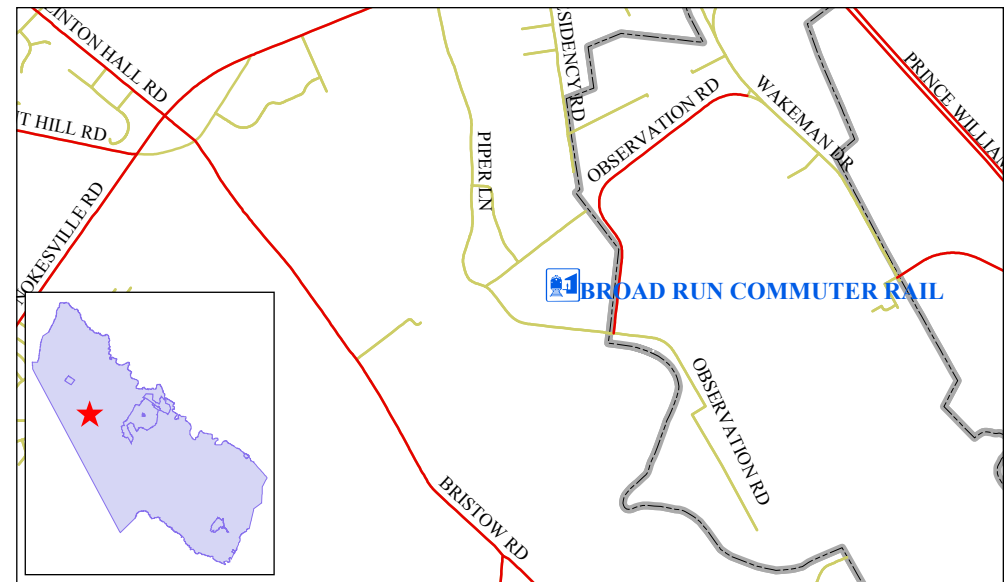 LINTON HALL RD
T HILL RD
NOKESVILLE RD
PIPER LN
SIDENCY RD
OBSERVATION RD
WAKEMAN DR
PRINCE WILLIAM
BROAD RUN COMMUTER RAIL
OBSERVATION RD
BRISTOW RD